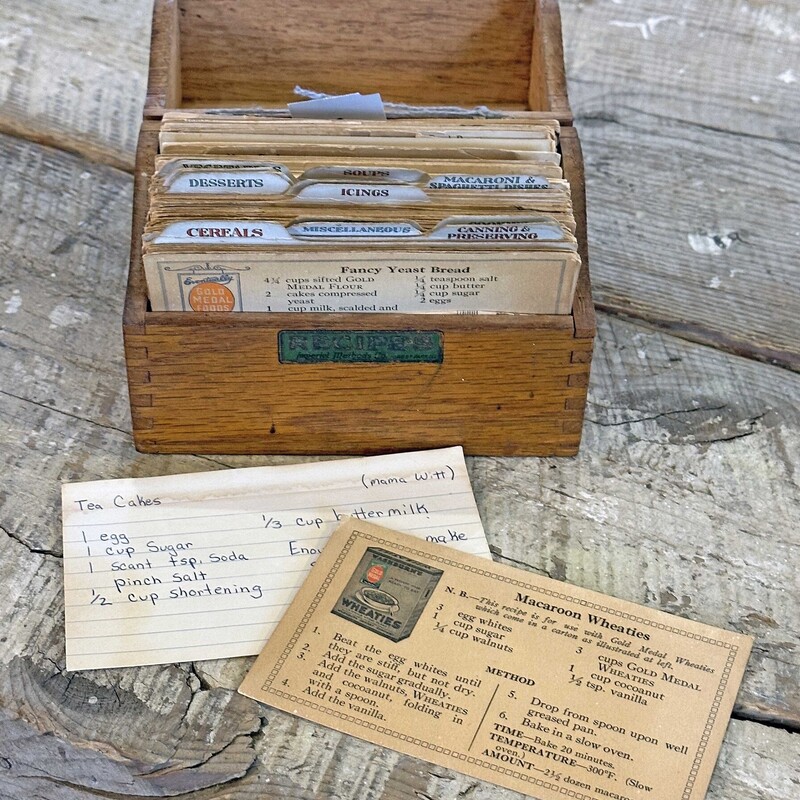 SOUPS
DESSERTS
MACARONI &
SPAGHETTI DISHES
ICINGS
CEREALS
MISCELLANEOUS
CANNING &
PRESERVING
Fancy Yeast Bread
Eventually
GOLD
MEDAL
FOODS
4¾ cups sifted GOLD
MEDAL FLOUR
2 cakes compressed
yeast
1 cup milk, scalded and
teaspoon salt
cup butter
cup sugar
2 eggs
RECIPES
Tea Cakes
(mama Witt)
1 egg
1 cup Sugar
1 scant tsp. Soda
pinch salt
½ cup shortening
⅓ cup buttermilk
make
WHEATIES
Macaroon Wheaties
N. B.—This recipe is for use with Gold Medal Wheaties
which come in a carton as illustrated at left.
3 egg whites
1 cup sugar
¼ cup walnuts
3 cups GOLD MEDAL
WHEATIES
1 cup cocoanut
½ tsp. vanilla
METHOD
1. Beat the egg whites until
they are stiff, but not dry.
2. Add the sugar gradually.
3. Add the walnuts, WHEATIES
and cocoanut, folding in
with a spoon.
4. Add the vanilla.
5. Drop from spoon upon well
greased pan.
6. Bake in a slow oven.
TIME—Bake 20 minutes.
TEMPERATURE—300°F. (Slow
oven.)
AMOUNT—2½ dozen